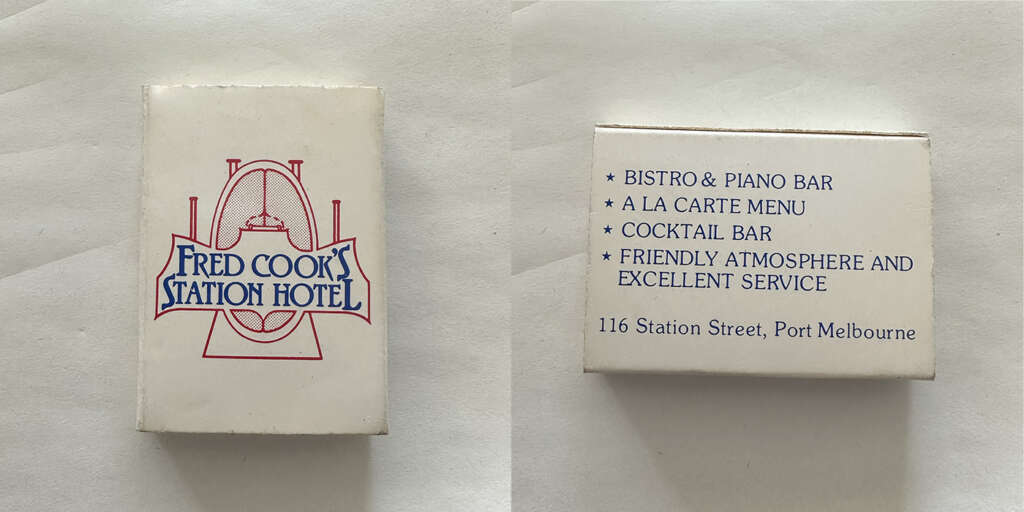 FRED COOK'S
STATION HOTEL
★ BISTRO & PIANO BAR
★ A LA CARTE MENU
★ COCKTAIL BAR
★ FRIENDLY ATMOSPHERE AND
EXCELLENT SERVICE
116 Station Street, Port Melbourne